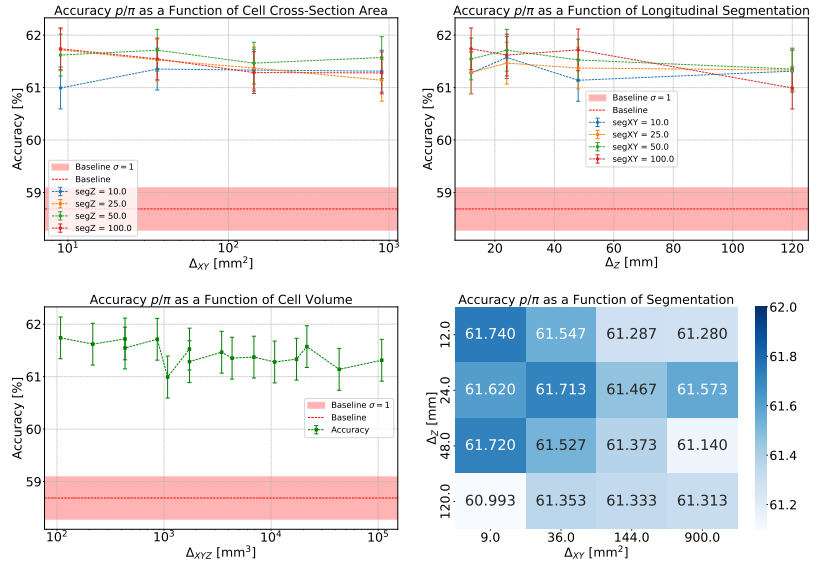 Accuracy p/π as a Function of Cell Cross-Section Area
62
61
60
59
Accuracy [%]
Baseline σ = 1
Baseline
segZ = 10.0
segZ = 25.0
segZ = 50.0
segZ = 100.0
10¹
10²
10³
Δ_XY [mm²]
Accuracy p/π as a Function of Longitudinal Segmentation
62
61
60
59
Accuracy [%]
Baseline σ = 1
Baseline
segXY = 10.0
segXY = 25.0
segXY = 50.0
segXY = 100.0
20
40
60
80
100
120
Δ_Z [mm]
Accuracy p/π as a Function of Cell Volume
62
61
60
59
Accuracy [%]
Baseline σ = 1
Baseline
Accuracy
10²
10³
10⁴
10⁵
Δ_XYZ [mm³]
Accuracy p/π as a Function of Segmentation
12.0 61.740 61.547 61.287 61.280
24.0 61.620 61.713 61.467 61.573
48.0 61.720 61.527 61.373 61.140
120.0 60.993 61.353 61.333 61.313
9.0 36.0 144.0 900.0
Δ_Z [mm]
Δ_XY [mm²]
62.0
61.8
61.6
61.4
61.2